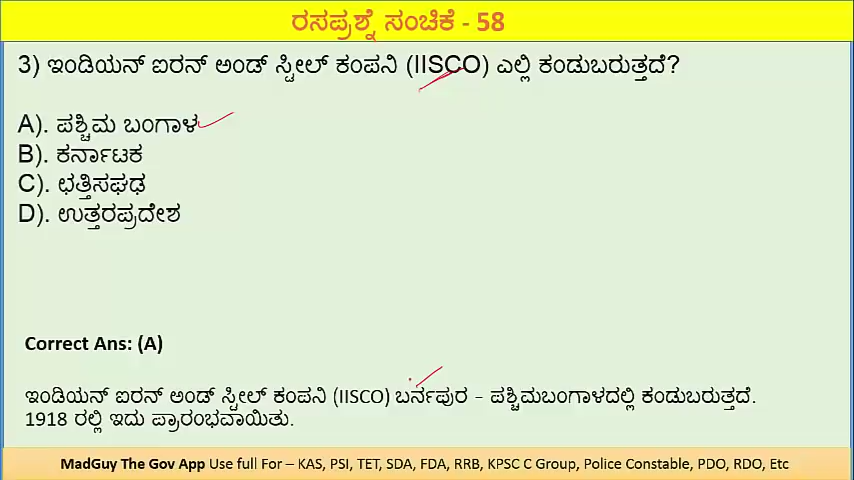 ರಸಪ್ರಶ್ನೆ ಸಂಚಿಕೆ - 58
3) ಇಂಡಿಯನ್ ಐರನ್ ಅಂಡ್ ಸ್ಟೀಲ್ ಕಂಪನಿ (IISCO) ಎಲ್ಲಿ ಕಂಡುಬರುತ್ತದೆ?
A). ಪಶ್ಚಿಮ ಬಂಗಾಳ
B). ಕರ್ನಾಟಕ
C). ಛತ್ತಿಸಘಡ
D). ಉತ್ತರಪ್ರದೇಶ
Correct Ans: (A)
ಇಂಡಿಯನ್ ಐರನ್ ಅಂಡ್ ಸ್ಟೀಲ್ ಕಂಪನಿ (IISCO) ಬರ್ನಪುರ – ಪಶ್ಚಿಮಬಂಗಾಳದಲ್ಲಿ ಕಂಡುಬರುತ್ತದೆ.
1918 ರಲ್ಲಿ ಇದು ಪ್ರಾರಂಭವಾಯಿತು.
MadGuy The Gov App Use full For – KAS, PSI, TET, SDA, FDA, RRB, KPSC C Group, Police Constable, PDO, RDO, Etc